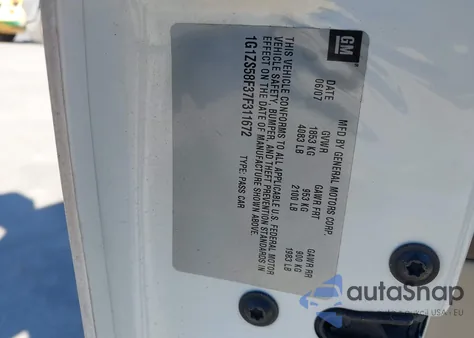 GM
MFD BY GENERAL MOTORS CORP.
DATE GVWR GAWR FRT GAWR RR
06/07 1853 KG 953 KG 900 KG
4083 LB 2100 LB 1983 LB
THIS VEHICLE CONFORMS TO ALL APPLICABLE U.S. FEDERAL MOTOR
VEHICLE SAFETY, BUMPER, AND THEFT PREVENTION STANDARDS IN
EFFECT ON THE DATE OF MANUFACTURE SHOWN ABOVE.
1G1ZS58F37F311672 TYPE: PASS CAR
autoSnap